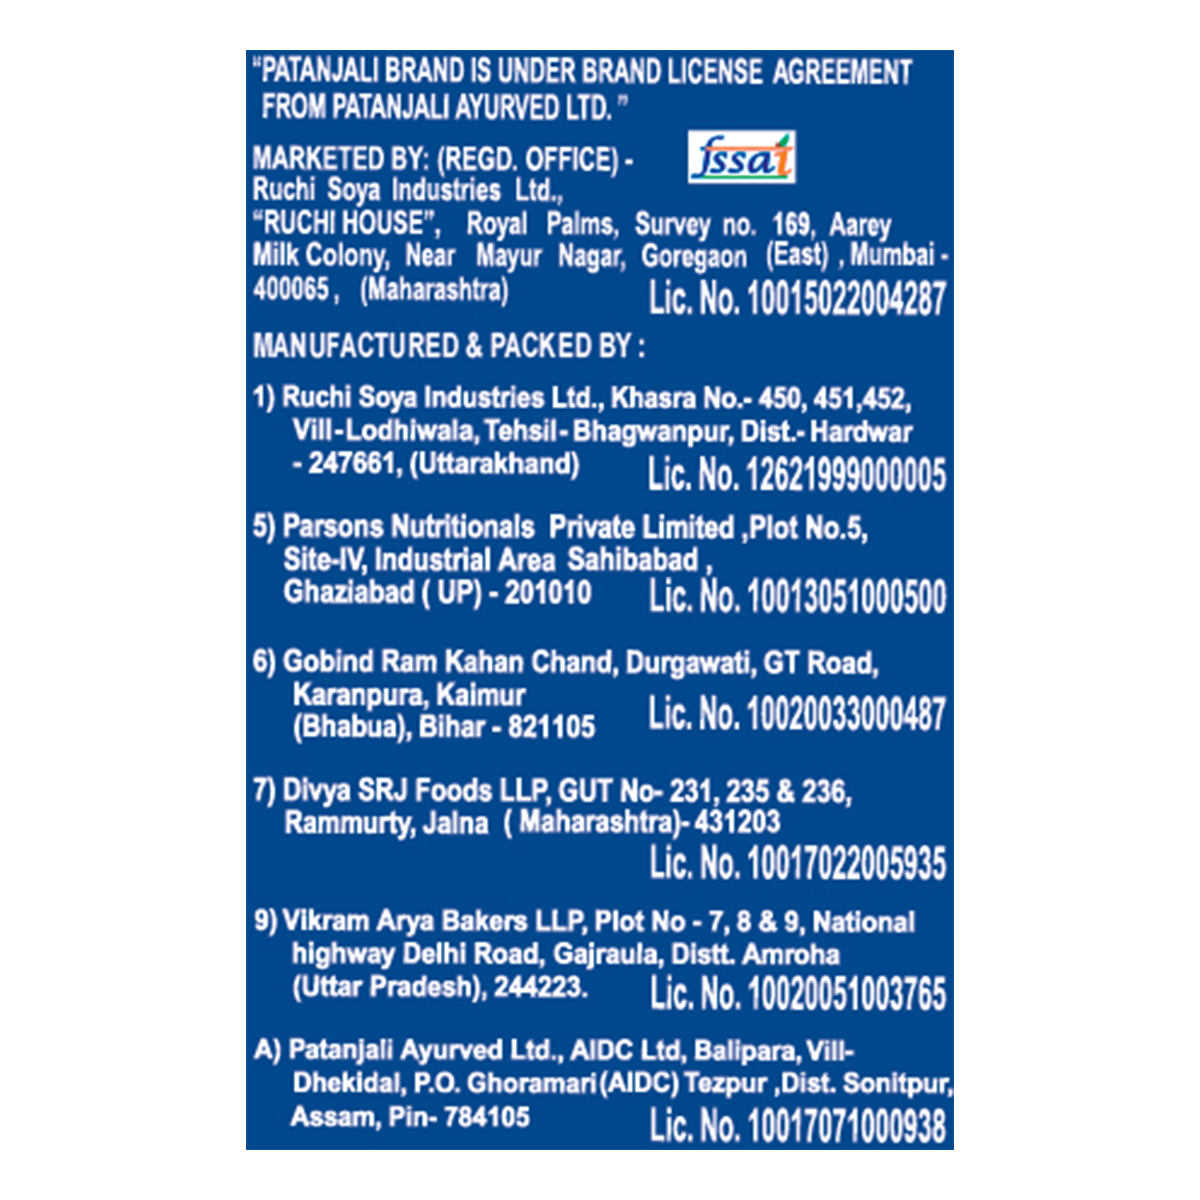 “PATANJALI BRAND IS UNDER BRAND LICENSE AGREEMENT
FROM PATANJALI AYURVED LTD. ”
fssai
MARKETED BY: (REGD. OFFICE) -
Ruchi Soya Industries Ltd.,
“RUCHI HOUSE”, Royal Palms, Survey no. 169, Aarey
Milk Colony, Near Mayur Nagar, Goregaon (East) , Mumbai -
400065 , (Maharashtra)
Lic. No. 10015022004287
MANUFACTURED & PACKED BY :
1) Ruchi Soya Industries Ltd., Khasra No.- 450, 451,452,
Vill-Lodhiwala, Tehsil- Bhagwanpur, Dist.- Hardwar
- 247661, (Uttarakhand)
Lic. No. 12621999000005
5) Parsons Nutritionals Private Limited ,Plot No.5,
Site-IV, Industrial Area Sahibabad ,
Ghaziabad ( UP) - 201010
Lic. No. 10013051000500
6) Gobind Ram Kahan Chand, Durgawati, GT Road,
Karanpura, Kaimur
(Bhabua), Bihar - 821105
Lic. No. 10020033000487
7) Divya SRJ Foods LLP, GUT No- 231, 235 & 236,
Rammurty, Jalna ( Maharashtra)- 431203
Lic. No. 10017022005935
9) Vikram Arya Bakers LLP, Plot No - 7, 8 & 9, National
highway Delhi Road, Gajraula, Distt. Amroha
(Uttar Pradesh), 244223.
Lic. No. 10020051003765
A) Patanjali Ayurved Ltd., AIDC Ltd, Balipara, Vill-
Dhekidal, P.O. Ghoramari (AIDC) Tezpur ,Dist. Sonitpur,
Assam, Pin- 784105
Lic. No. 10017071000938